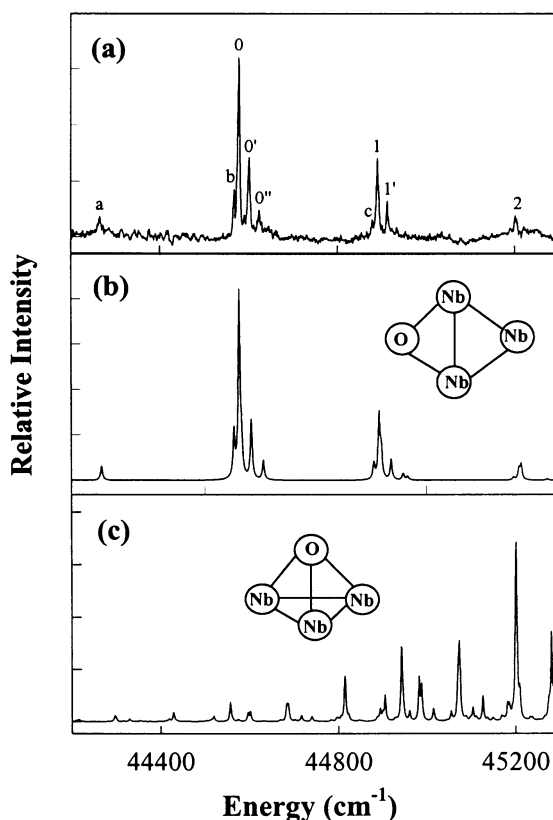 (a)
0
1
b
0'
0"
a
c
1'
2
(b)
Nb
O
Nb
Nb
(c)
O
Nb
Nb
Nb
Relative Intensity
44400
44800
45200
Energy (cm⁻¹)